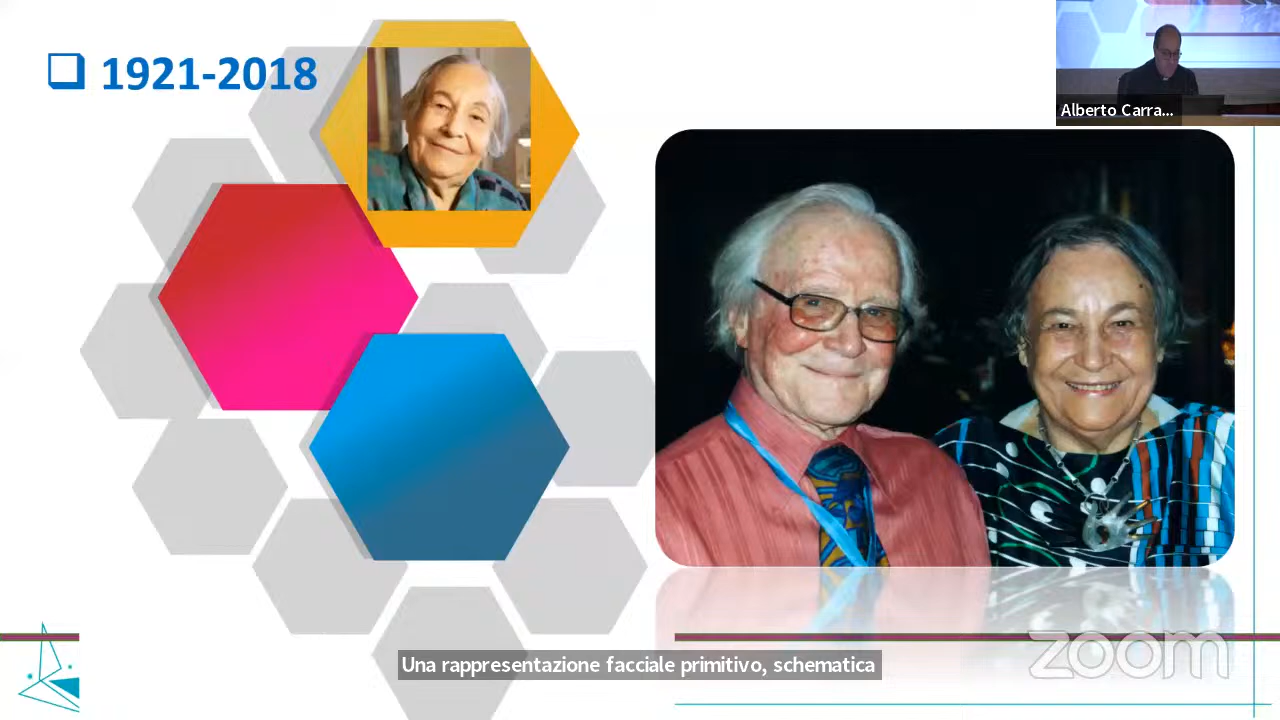 1921-2018
Alberto Carra...
Una rappresentazione facciale primitivo, schematica
zoom